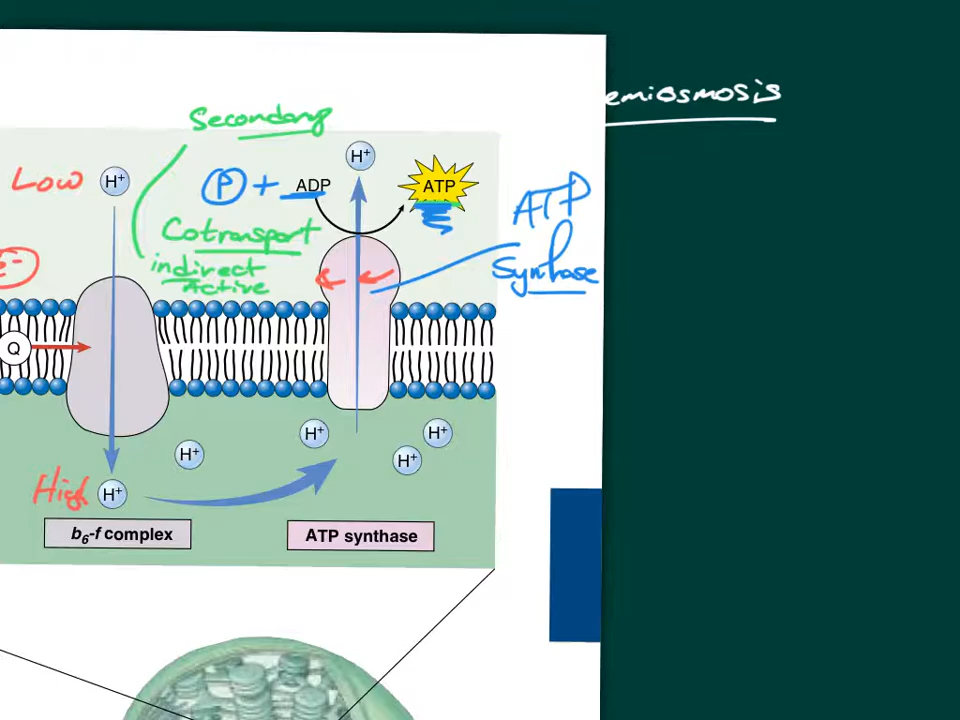 emiosmosis
Secondary
Low H+
H+
P + ADP
ATP
ATP
Synthase
Cotransport
indirect
Active
e-
Q
H+
H+
H+
H+
High H+
b6-f complex
ATP synthase